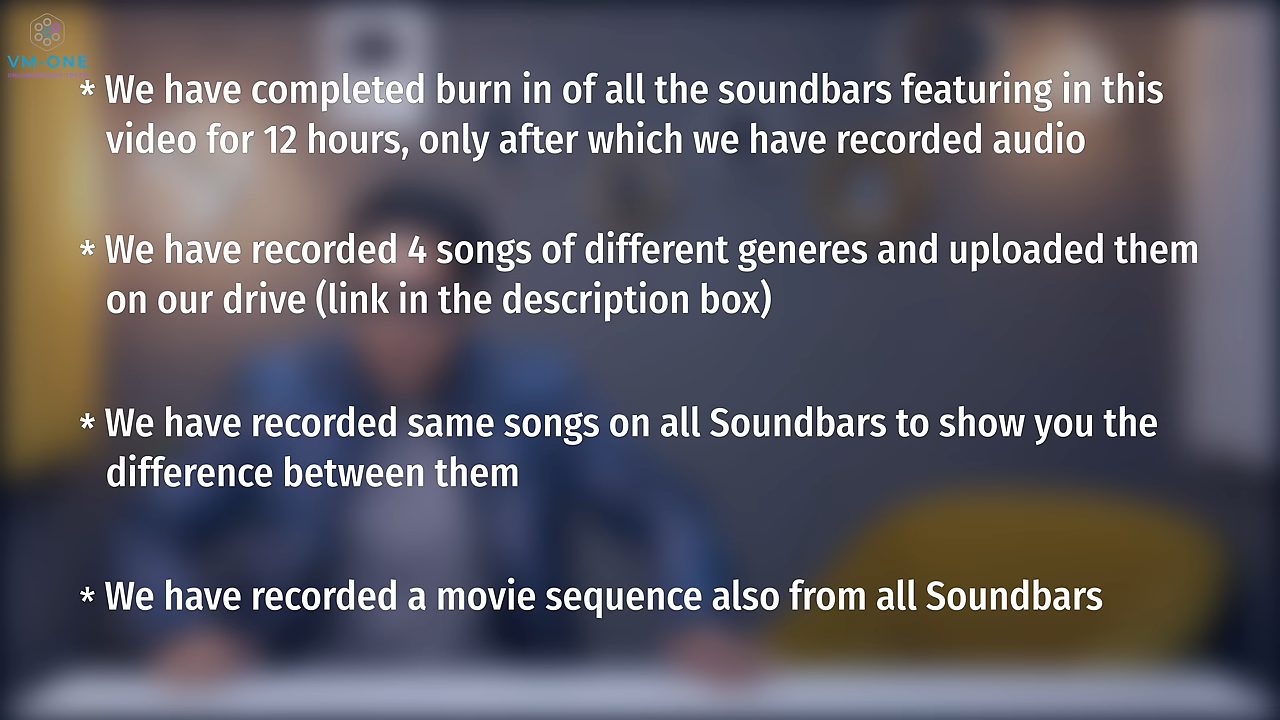 VM-ONE
* We have completed burn in of all the soundbars featuring in this
video for 12 hours, only after which we have recorded audio
* We have recorded 4 songs of different generes and uploaded them
on our drive (link in the description box)
* We have recorded same songs on all Soundbars to show you the
difference between them
* We have recorded a movie sequence also from all Soundbars